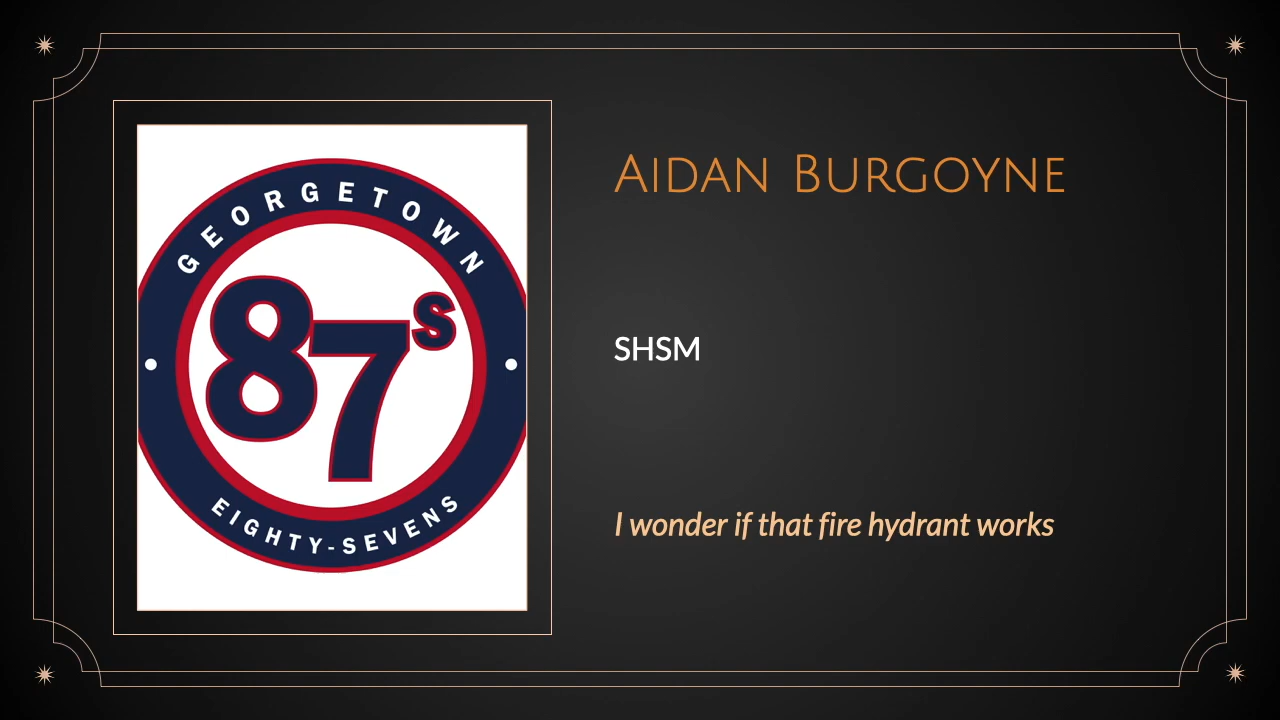 GEORGETOWN
87s
EIGHTY-SEVENS
AIDAN BURGOYNE
SHSM
I wonder if that fire hydrant works